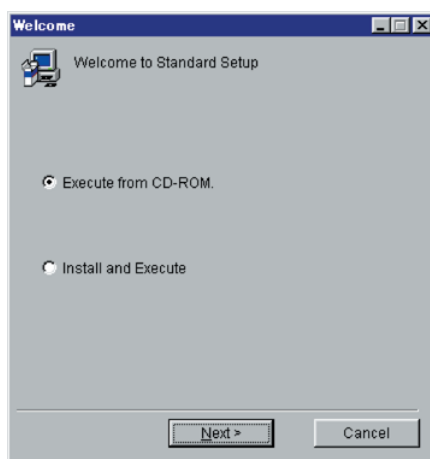 Welcome
Welcome to Standard Setup
Execute from CD-ROM.
Install and Execute
Next >
Cancel